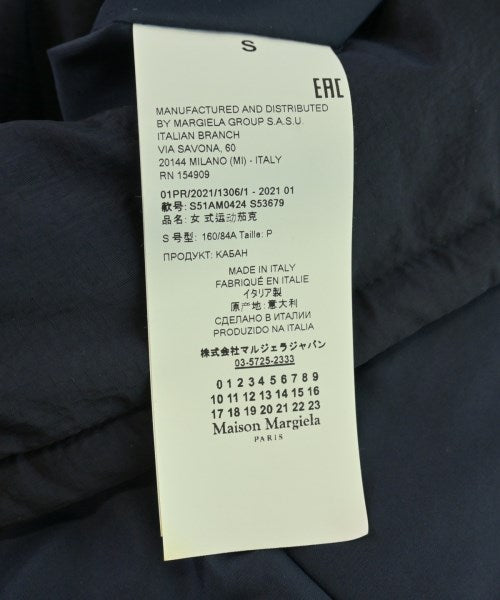 S
EAC
MANUFACTURED AND DISTRIBUTED
BY MARGIELA GROUP S.A.S.U.
ITALIAN BRANCH
VIA SAVONA, 60
20144 MILANO (MI) - ITALY
RN 154909
01PR/2021/1306/1 - 2021 01
款号: S51AM0424 S53679
品名: 女 式运动茄克
S 号型: 160/84A Taille: P
ПРОДУКТ: КАБАН
MADE IN ITALY
FABRIQUÉ EN ITALIE
イタリア製
原产地: 意大利
СДЕЛАНО В ИТАЛИИ
PRODUZIDO NA ITALIA
株式会社マルジェラジャパン
03-5725-2333
0 1 2 3 4 5 6 7 8 9
10 11 12 13 14 15 16
17 18 19 20 21 22 23
Maison Margiela
PARIS